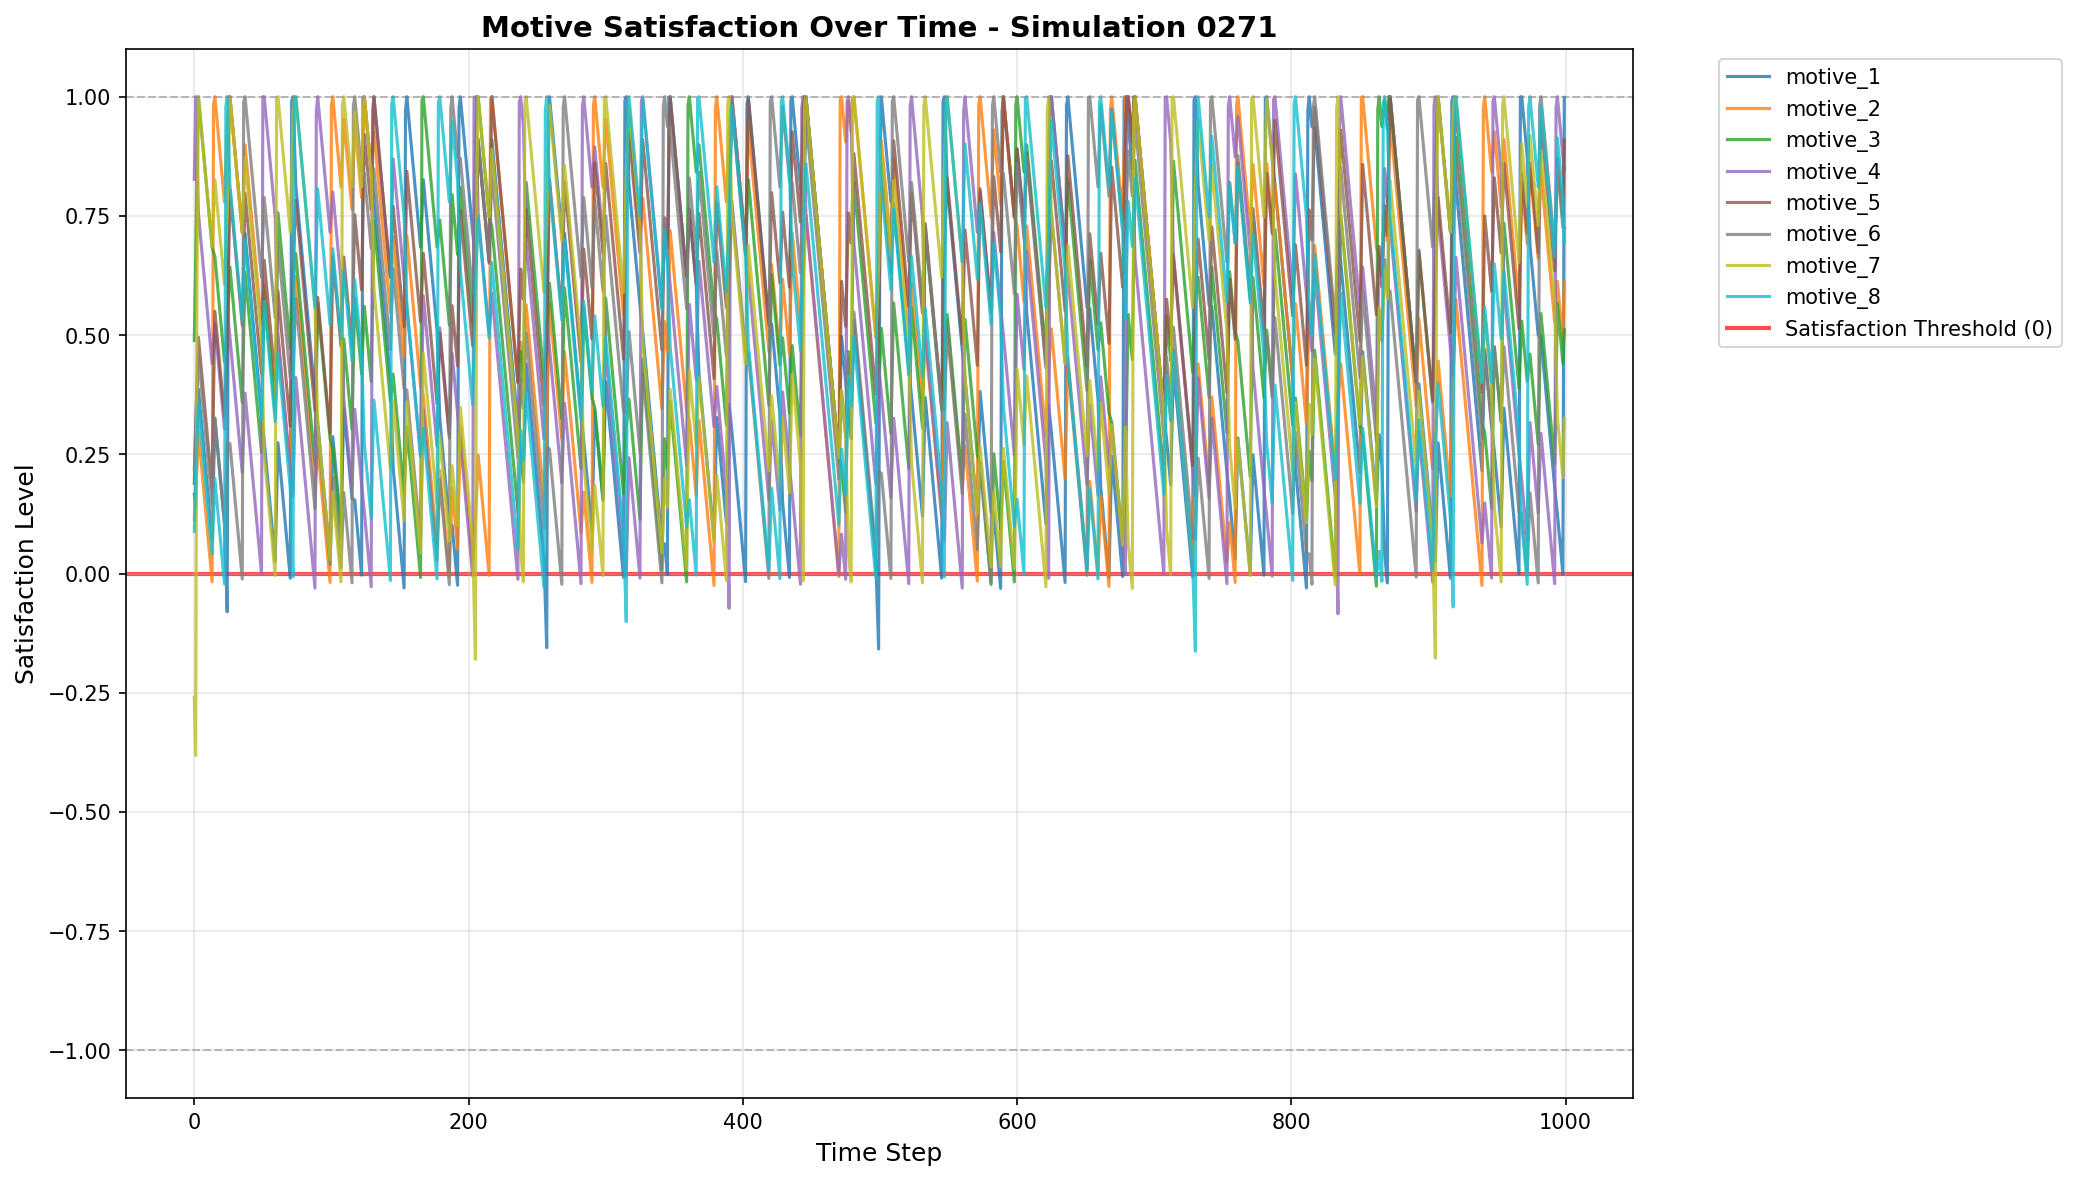 Motive Satisfaction Over Time - Simulation 0271
Satisfaction Level
1.00
0.75
0.50
0.25
0.00
−0.25
−0.50
−0.75
−1.00
0
200
400
600
800
1000
Time Step
motive_1
motive_2
motive_3
motive_4
motive_5
motive_6
motive_7
motive_8
Satisfaction Threshold (0)